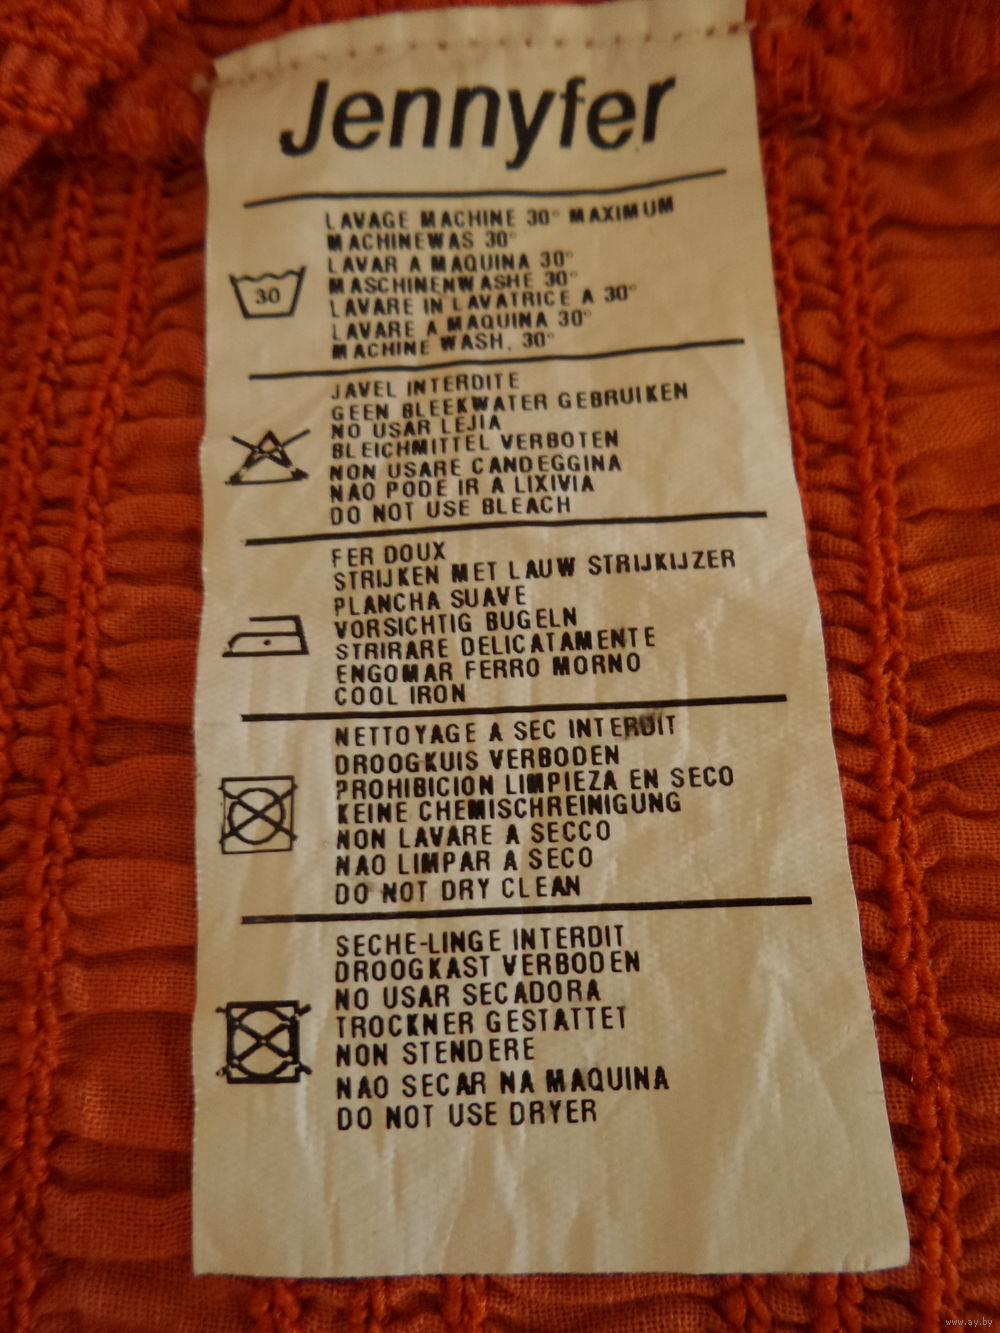 Jennyfer
LAVAGE MACHINE 30° MAXIMUM
MACHINEWAS 30°
LAVAR A MAQUINA 30°
MASCHINENWASHE 30°
LAVARE IN LAVATRICE A 30°
LAVARE A MAQUINA 30°
MACHINE WASH. 30°
30
JAVEL INTERDITE
GEEN BLEEKWATER GEBRUIKEN
NO USAR LEJIA
BLEICHMITTEL VERBOTEN
NON USARE CANDEGGINA
NAO PODE IR A LIXIVIA
DO NOT USE BLEACH
FER DOUX
STRIJKEN MET LAUW STRIJKIJZER
PLANCHA SUAVE
VORSICHTIG BUGELN
STRIRARE DELICATAMENTE
ENGOMAR FERRO MORNO
COOL IRON
NETTOYAGE A SEC INTERDIT
DROOGKUIS VERBODEN
PROHIBICION LIMPIEZA EN SECO
KEINE CHEMISCHREINIGUNG
NON LAVARE A SECCO
NAO LIMPAR A SECO
DO NOT DRY CLEAN
SECHE-LINGE INTERDIT
DROOGKAST VERBODEN
NO USAR SECADORA
TROCKNER GESTATTET
NON STENDERE
NAO SECAR NA MAQUINA
DO NOT USE DRYER
www.ay.by